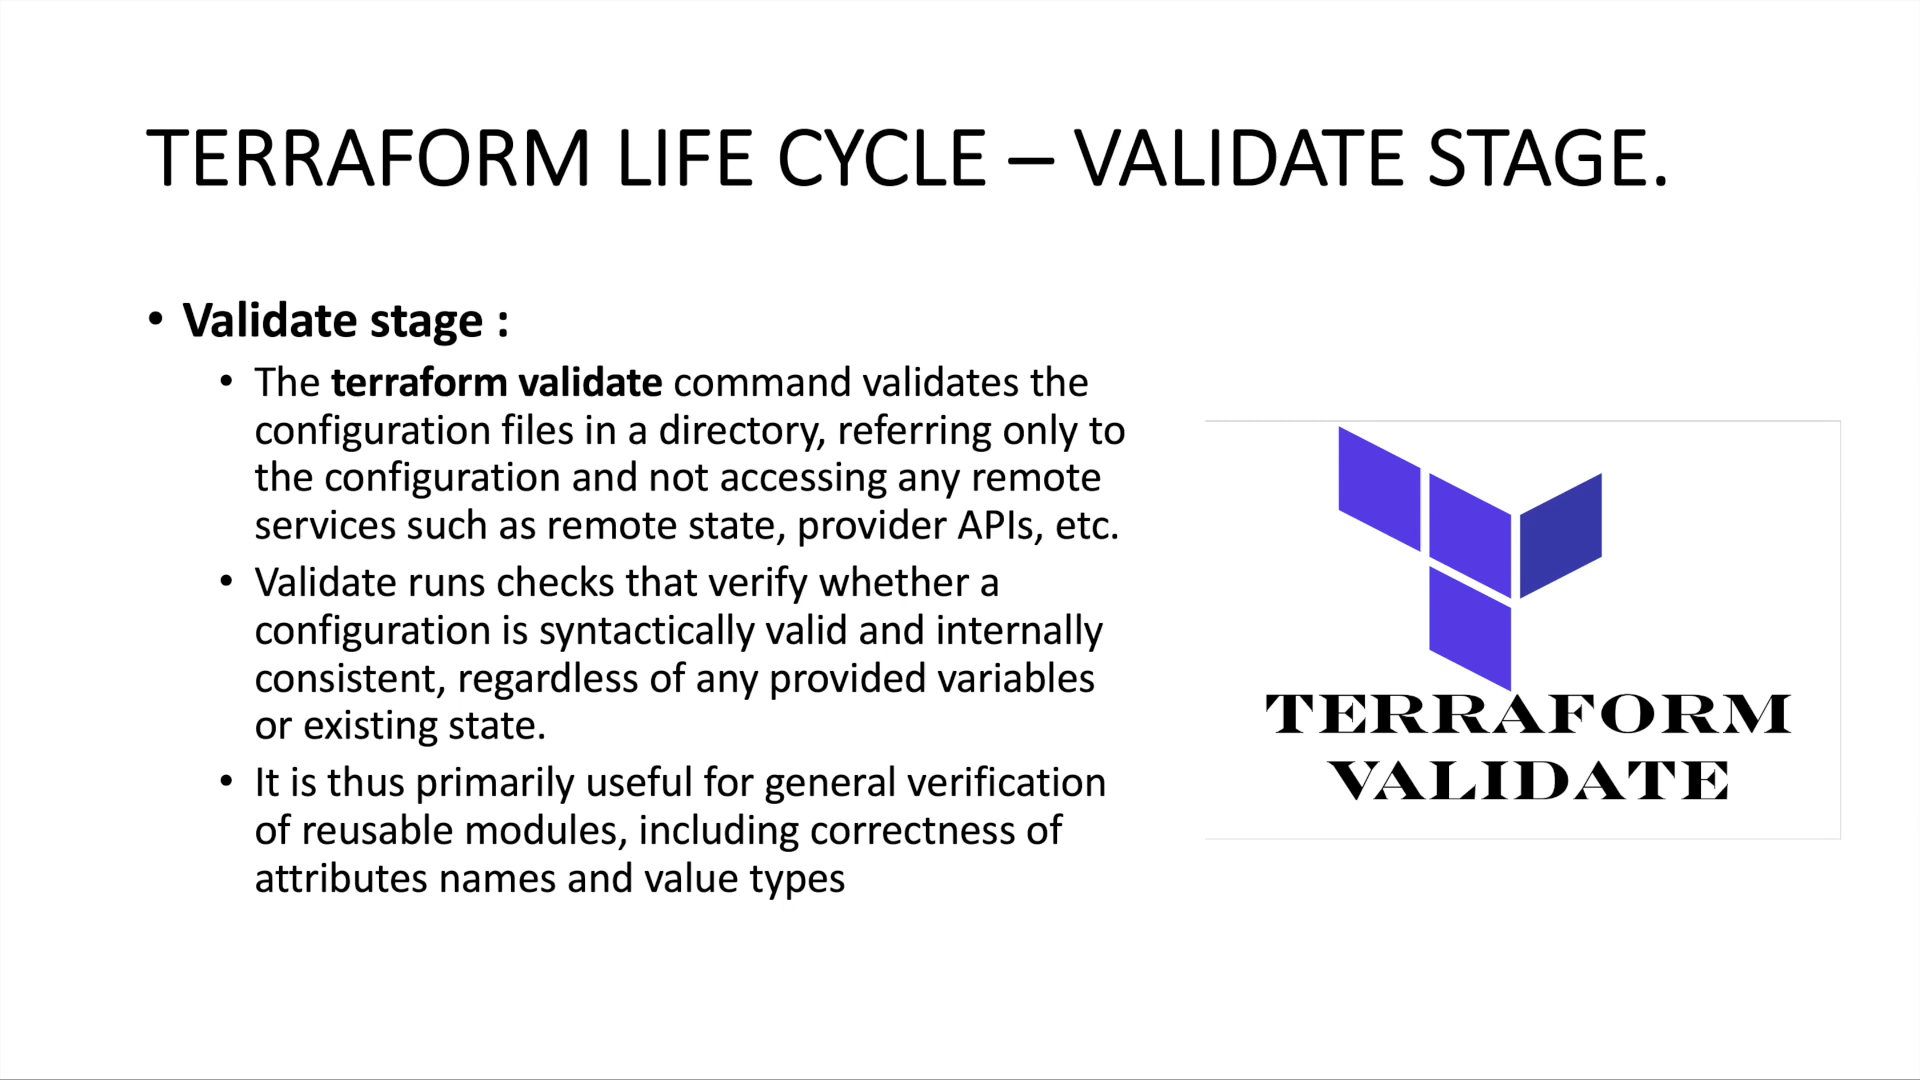 TERRAFORM LIFE CYCLE – VALIDATE STAGE.
• Validate stage :
• The terraform validate command validates the
configuration files in a directory, referring only to
the configuration and not accessing any remote
services such as remote state, provider APIs, etc.
• Validate runs checks that verify whether a
configuration is syntactically valid and internally
consistent, regardless of any provided variables
or existing state.
• It is thus primarily useful for general verification
of reusable modules, including correctness of
attributes names and value types
TERRAFORM
VALIDATE